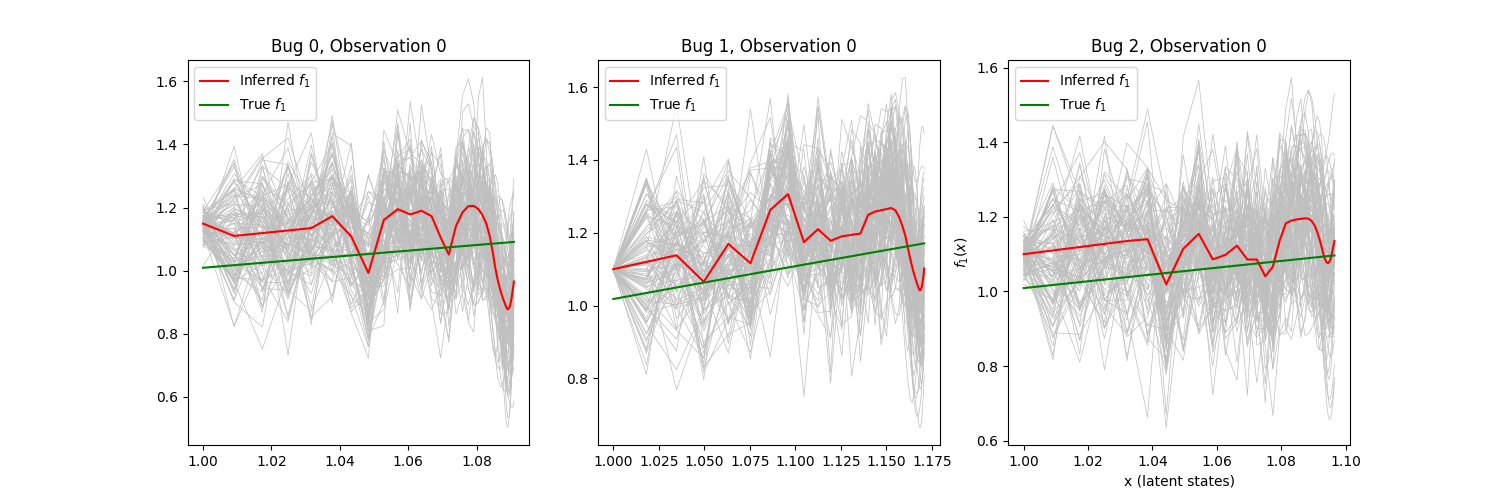 Bug 0, Observation 0
Inferred f₁
True f₁
1.6
1.4
1.2
1.0
0.8
0.6
1.00 1.02 1.04 1.06 1.08
Bug 1, Observation 0
Inferred f₁
True f₁
1.6
1.4
1.2
1.0
0.8
1.000 1.025 1.050 1.075 1.100 1.125 1.150 1.175
Bug 2, Observation 0
Inferred f₁
True f₁
f₁(x)
1.6
1.4
1.2
1.0
0.8
0.6
1.00 1.02 1.04 1.06 1.08 1.10
x (latent states)